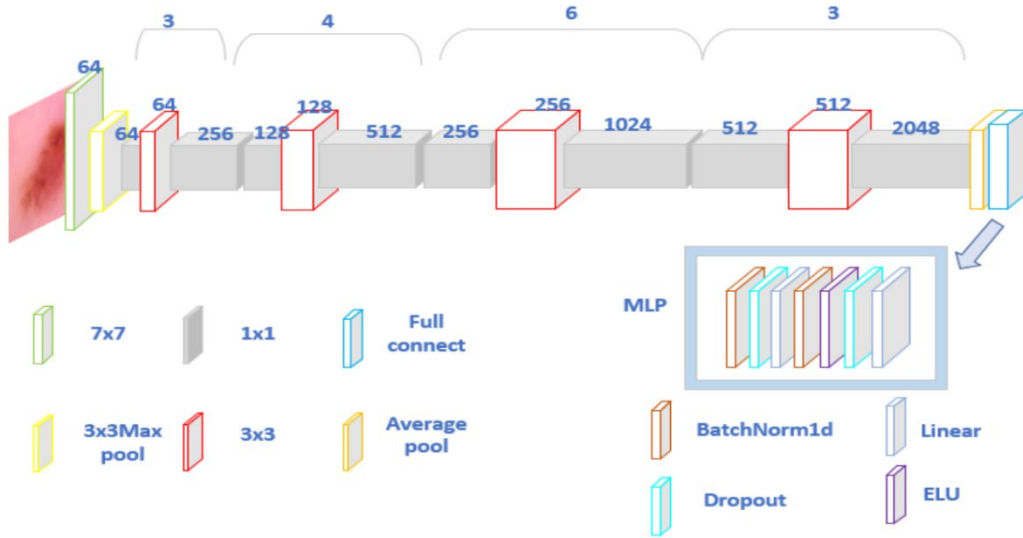 3
4
6
3
64
64
64
256
128
128
512
256
256
1024
512
512
2048
MLP
7x7
1x1
Full
connect
3x3Max
pool
3x3
Average
pool
BatchNorm1d
Linear
Dropout
ELU